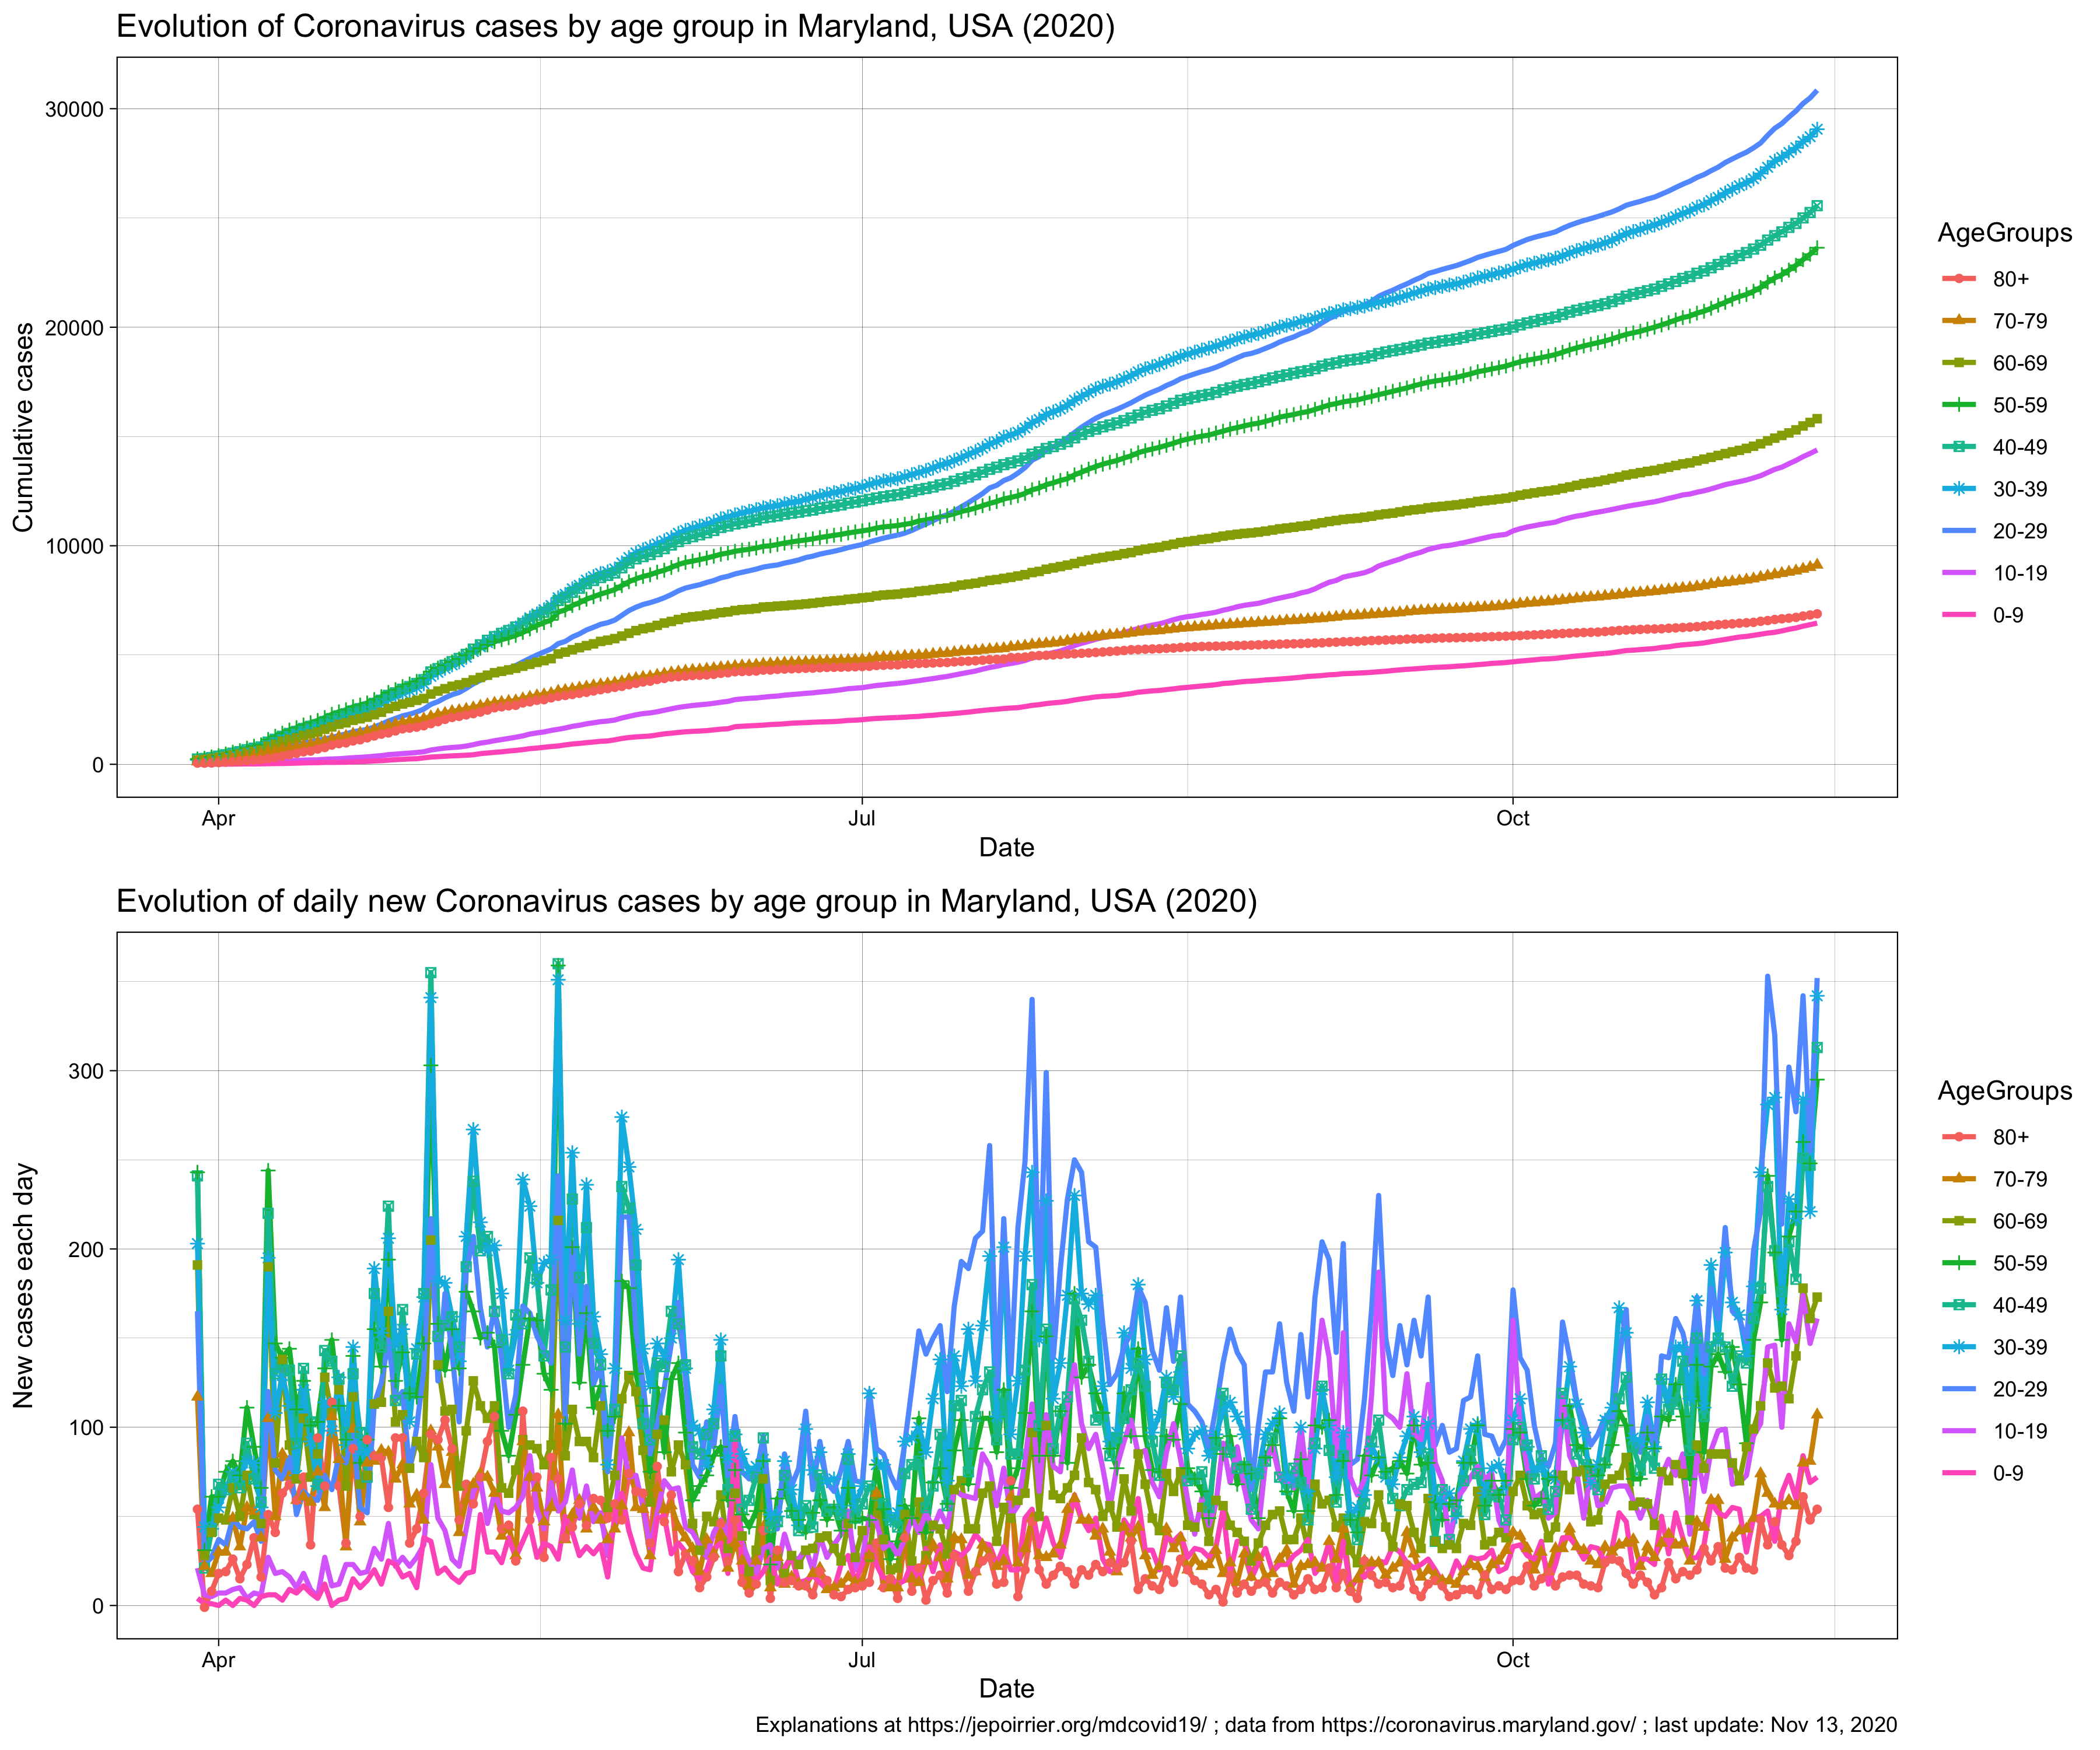 Evolution of Coronavirus cases by age group in Maryland, USA (2020)
30000
20000
10000
0
Cumulative cases
Apr
Jul
Oct
Date
AgeGroups
80+
70-79
60-69
50-59
40-49
30-39
20-29
10-19
0-9
Evolution of daily new Coronavirus cases by age group in Maryland, USA (2020)
300
200
100
0
New cases each day
Apr
Jul
Oct
Date
AgeGroups
80+
70-79
60-69
50-59
40-49
30-39
20-29
10-19
0-9
Explanations at https://jepoirrier.org/mdcovid19/ ; data from https://coronavirus.maryland.gov/ ; last update: Nov 13, 2020